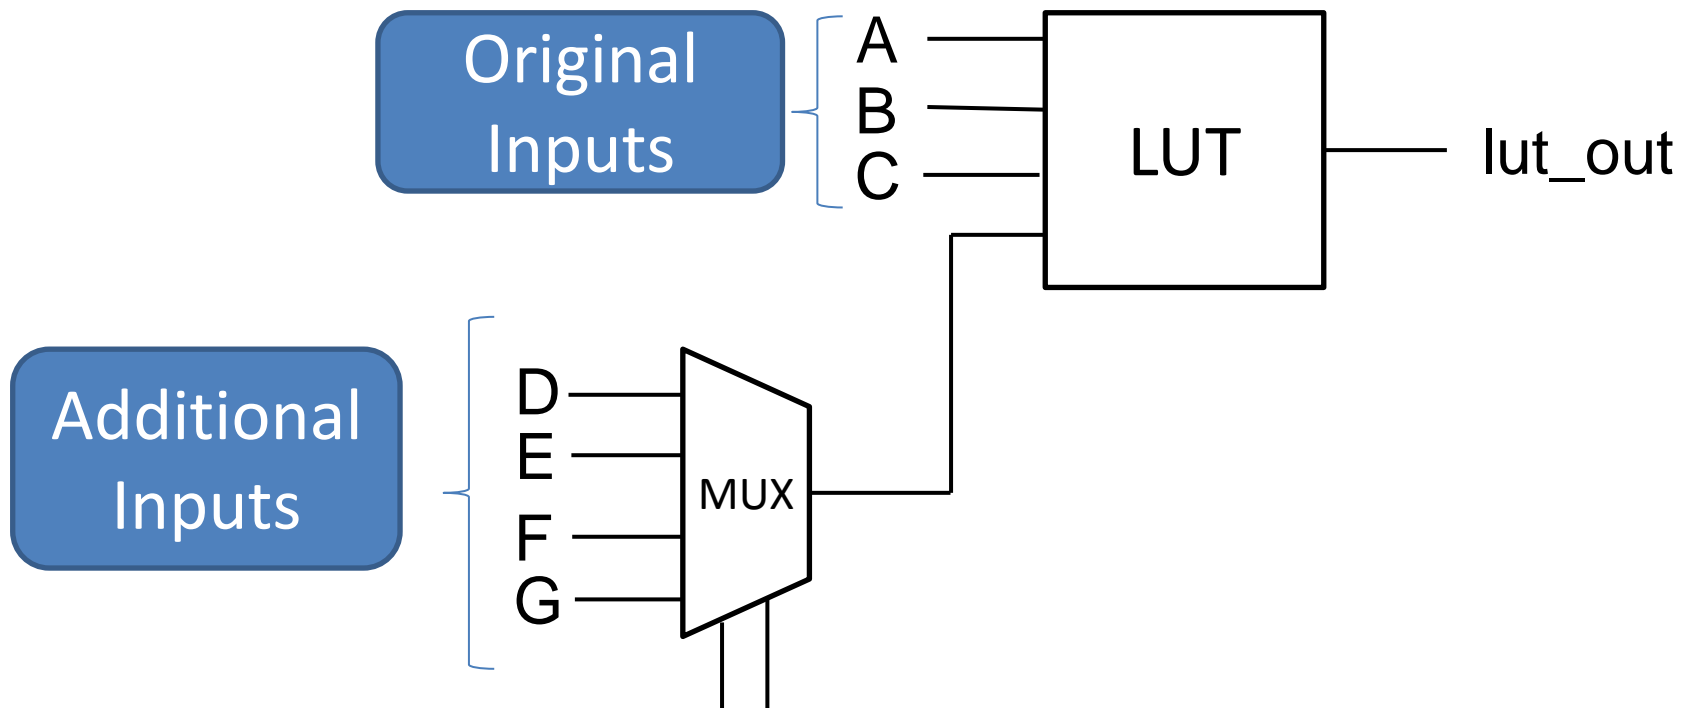 Original
Inputs
A
B
C
LUT
lut_out
Additional
Inputs
D
E
F
G
MUX